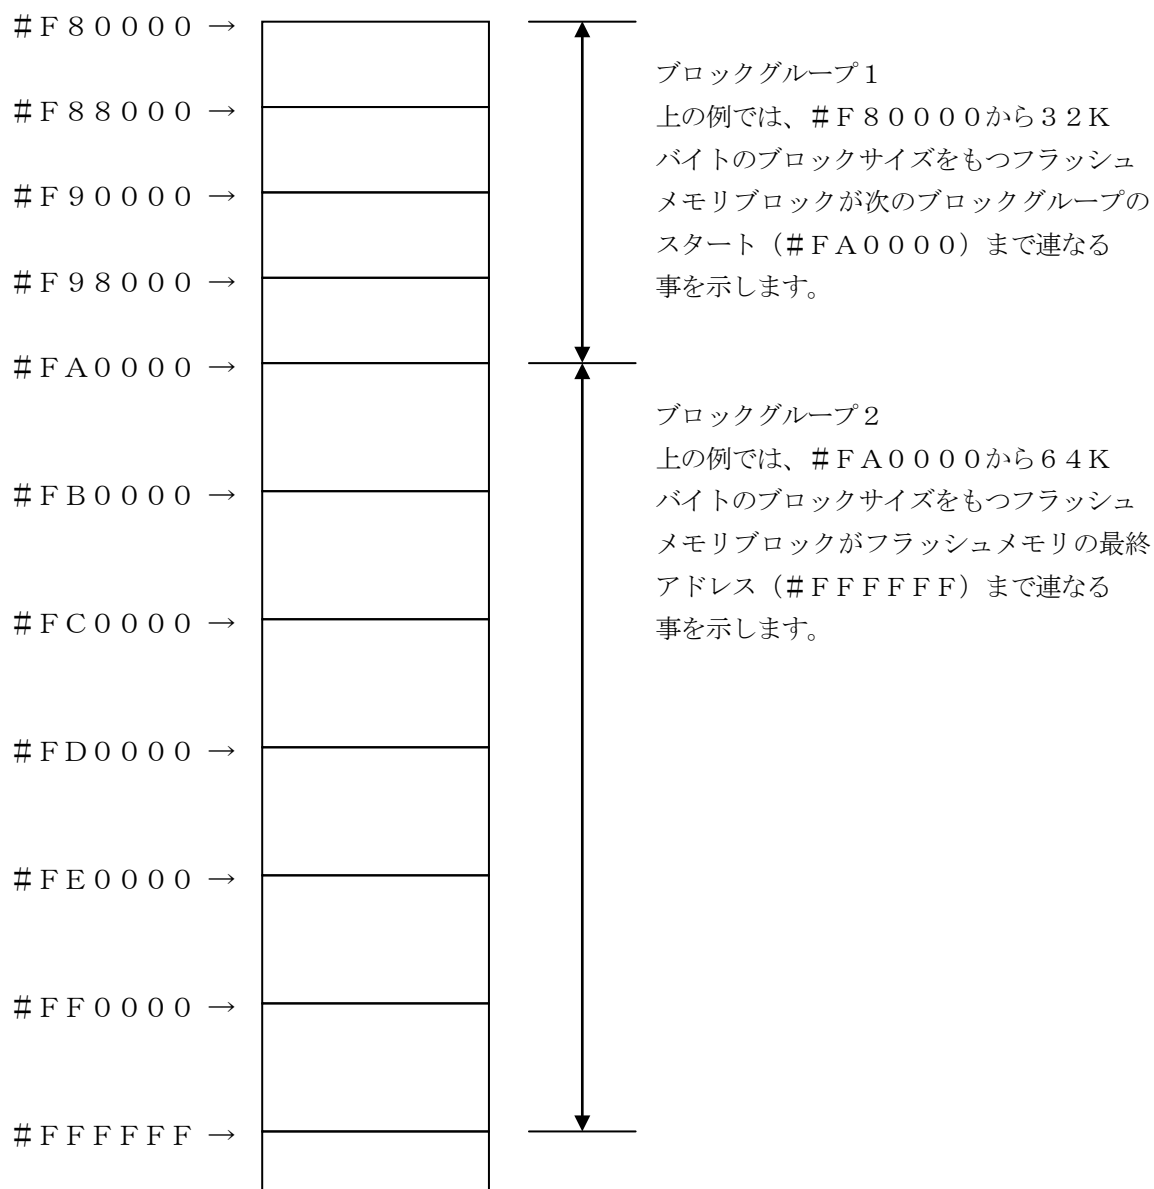 ＃Ｆ８００００→
＃Ｆ８８０００→
＃Ｆ９００００→
＃Ｆ９８０００→
＃ＦＡ００００→
＃ＦＢ００００→
＃ＦＣ００００→
＃ＦＤ００００→
＃ＦＥ００００→
＃ＦＦ００００→
＃ＦＦＦＦＦＦ→
ブロックグループ１
上の例では、＃Ｆ８００００から３２Ｋ
バイトのブロックサイズをもつフラッシュ
メモリブロックが次のブロックグループの
スタート（＃ＦＡ００００）まで連なる
事を示します。
ブロックグループ２
上の例では、＃ＦＡ００００から６４Ｋ
バイトのブロックサイズをもつフラッシュ
メモリブロックがフラッシュメモリの最終
アドレス（＃ＦＦＦＦＦＦ）まで連なる
事を示します。